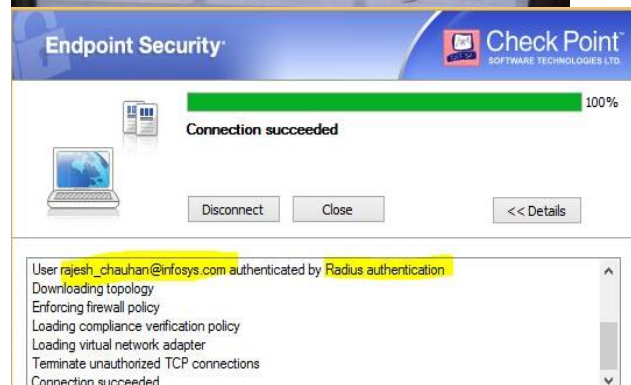 Endpoint Security
Check Point™
SOFTWARE TECHNOLOGIES LTD.
100%
Connection succeeded
Disconnect
Close
<< Details
User rajesh_chauhan@infosys.com authenticated by Radius authentication
Downloading topology
Enforcing firewall policy
Loading compliance verification policy
Loading virtual network adapter
Terminate unauthorized TCP connections
Connection succeeded